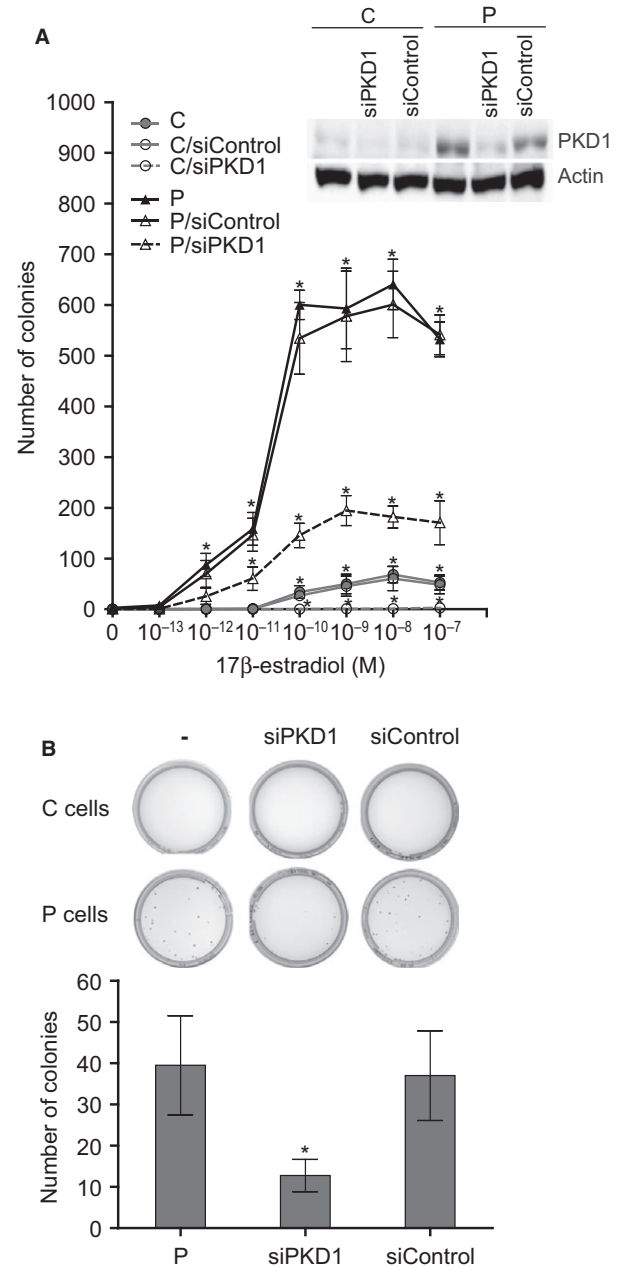 A
C
P
siPKD1
siControl
siPKD1
siControl
PKD1
Actin
C
C/siControl
C/siPKD1
P
P/siControl
P/siPKD1
1000
900
800
700
600
500
400
300
200
100
0
Number of colonies
* * * *
* *
* * * *
* *
* * * *
* * * *
0 10⁻¹³ 10⁻¹² 10⁻¹¹ 10⁻¹⁰ 10⁻⁹ 10⁻⁸ 10⁻⁷
17β-estradiol (M)
B
- siPKD1 siControl
C cells
P cells
60
50
40
30
20
10
0
Number of colonies
*
P siPKD1 siControl